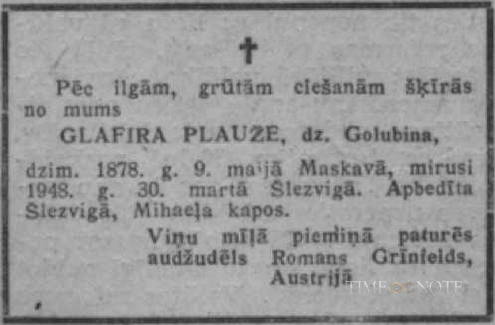 Pēc ilgām, grūtām ciešanām šķīrās
no mums
GLAFIRA PLAUŽE, dz. Golubina,
dzim. 1878. g. 9. maijā Maskavā, mirusi
1948. g. 30. martā Šlezvigā. Apbedīta
Šlezvigā, Mihaeļa kapos.
Viņu mīļā piemiņā paturēs
audžudēls Romans Grīnfelds,
Austrijā
TIME NOTE